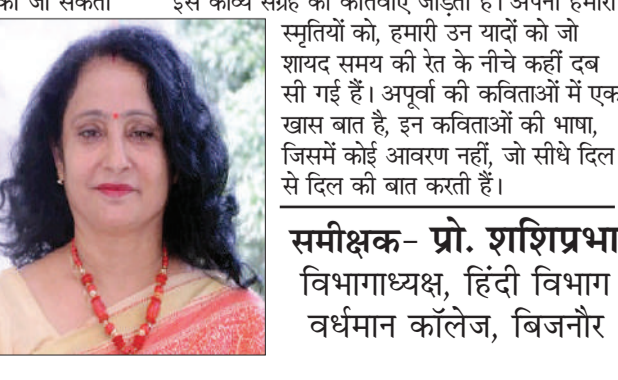 की जा सकती
इस काव्य संग्रह की कविताएँ जोड़ती हैं। अपनी हमारी
स्मृतियों को, हमारी उन यादों को जो
शायद समय की रेत के नीचे कहीं दब
सी गई हैं। अपूर्वा की कविताओं में एक
खास बात है, इन कविताओं की भाषा,
जिसमें कोई आवरण नहीं, जो सीधे दिल
से दिल की बात करती हैं।
समीक्षक- प्रो. शशिप्रभा
विभागाध्यक्ष, हिंदी विभाग
वर्धमान कॉलेज, बिजनौर